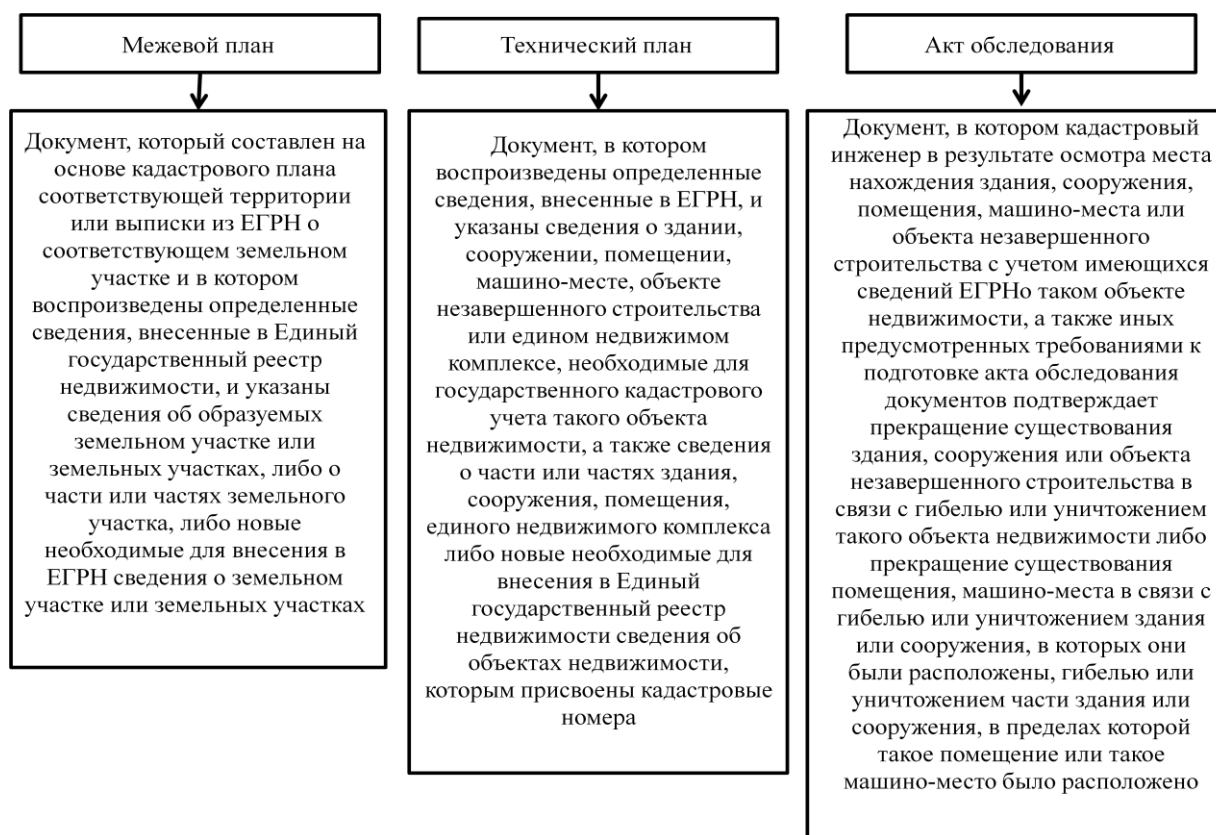 Межевой план
Документ, который составлен на
основе кадастрового плана
соответствующей территории
или выписки из ЕГРН о
соответствующем земельном
участке и в котором
воспроизведены определенные
сведения, внесенные в Единый
государственный реестр
недвижимости, и указаны
сведения об образуемых
земельном участке или
земельных участках, либо о
части или частях земельного
участка, либо новые
необходимые для внесения в
ЕГРН сведения о земельном
участке или земельных участках
Технический план
Документ, в котором
воспроизведены определенные
сведения, внесенные в ЕГРН, и
указаны сведения о здании,
сооружении, помещении,
машино-месте, объекте
незавершенного строительства
или едином недвижимом
комплексе, необходимые для
государственного кадастрового
учета такого объекта
недвижимости, а также сведения
о части или частях здания,
сооружения, помещения,
единого недвижимого комплекса
либо новые необходимые для
внесения в Единый
государственный реестр
недвижимости сведения об
объектах недвижимости,
которым присвоены кадастровые
номера
Акт обследования
Документ, в котором кадастровый
инженер в результате осмотра места
нахождения здания, сооружения,
помещения, машино-места или
объекта незавершенного
строительства с учетом имеющихся
сведений ЕГРНо таком объекте
недвижимости, а также иных
предусмотренных требованиями к
подготовке акта обследования
документов подтверждает
прекращение существования
здания, сооружения или объекта
незавершенного строительства в
связи с гибелью или уничтожением
такого объекта недвижимости либо
прекращение существования
помещения, машино-места в связи с
гибелью или уничтожением здания
или сооружения, в которых они
были расположены, гибелью или
уничтожением части здания или
сооружения, в пределах которой
такое помещение или такое
машино-место было расположено